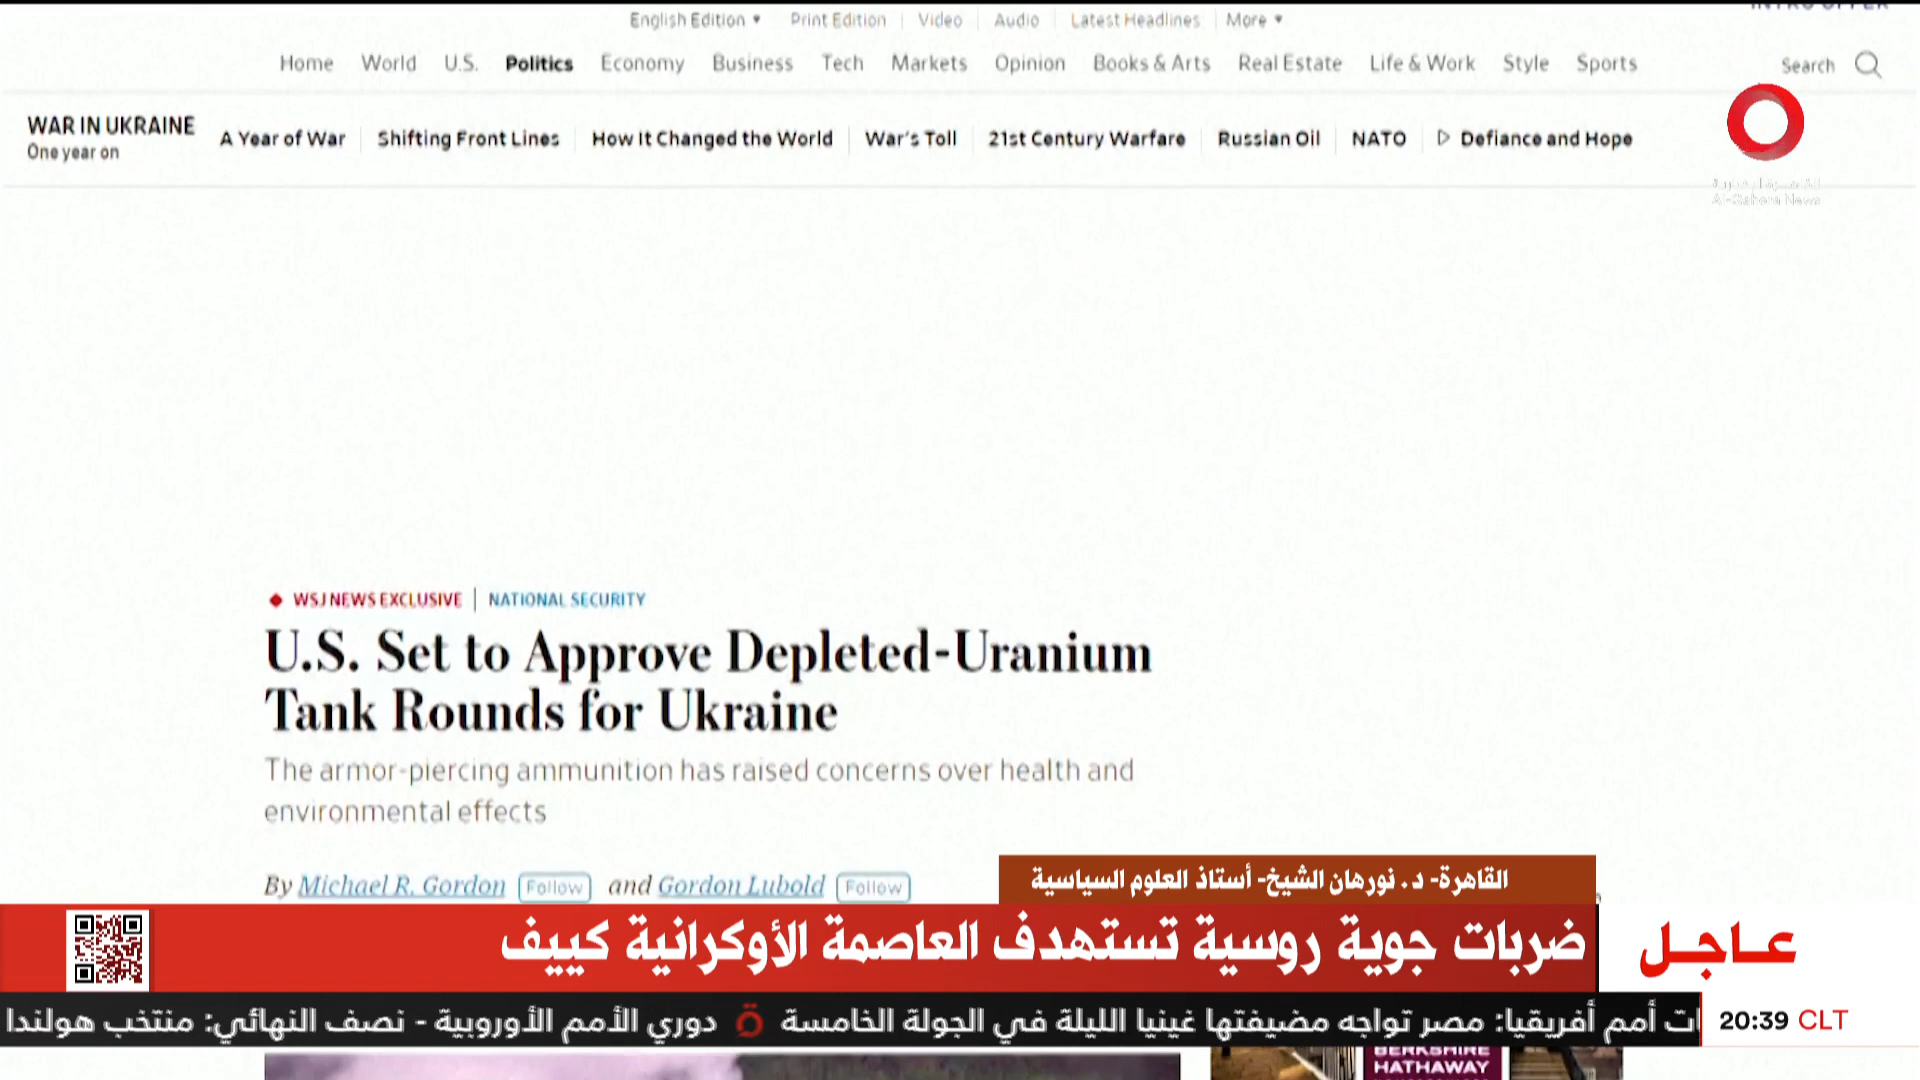 English Edition Print Edition Video Audio Latest Headlines More
Home World U.S. Politics Economy Business Tech Markets Opinion Books & Arts Real Estate Life & Work Style Sports Search
WAR IN UKRAINE
One year on
A Year of War Shifting Front Lines How It Changed the World War's Toll 21st Century Warfare Russian Oil NATO Defiance and Hope
Al-Qahera News
WSJ NEWS EXCLUSIVE | NATIONAL SECURITY
U.S. Set to Approve Depleted-Uranium
Tank Rounds for Ukraine
The armor-piercing ammunition has raised concerns over health and
environmental effects
By Michael R. Gordon Follow and Gordon Lubold Follow
القاهرة- د. نورهان الشيخ- أستاذ العلوم السياسية
عاجل
ضربات جوية روسية تستهدف العاصمة الأوكرانية كييف
أمم أفريقيا: مصر تواجه مضيفتها غينيا الليلة في الجولة الخامسة
دوري الأمم الأوروبية - نصف النهائي: منتخب هولندا
20:39 CLT
BERKSHIRE
HATHAWAY